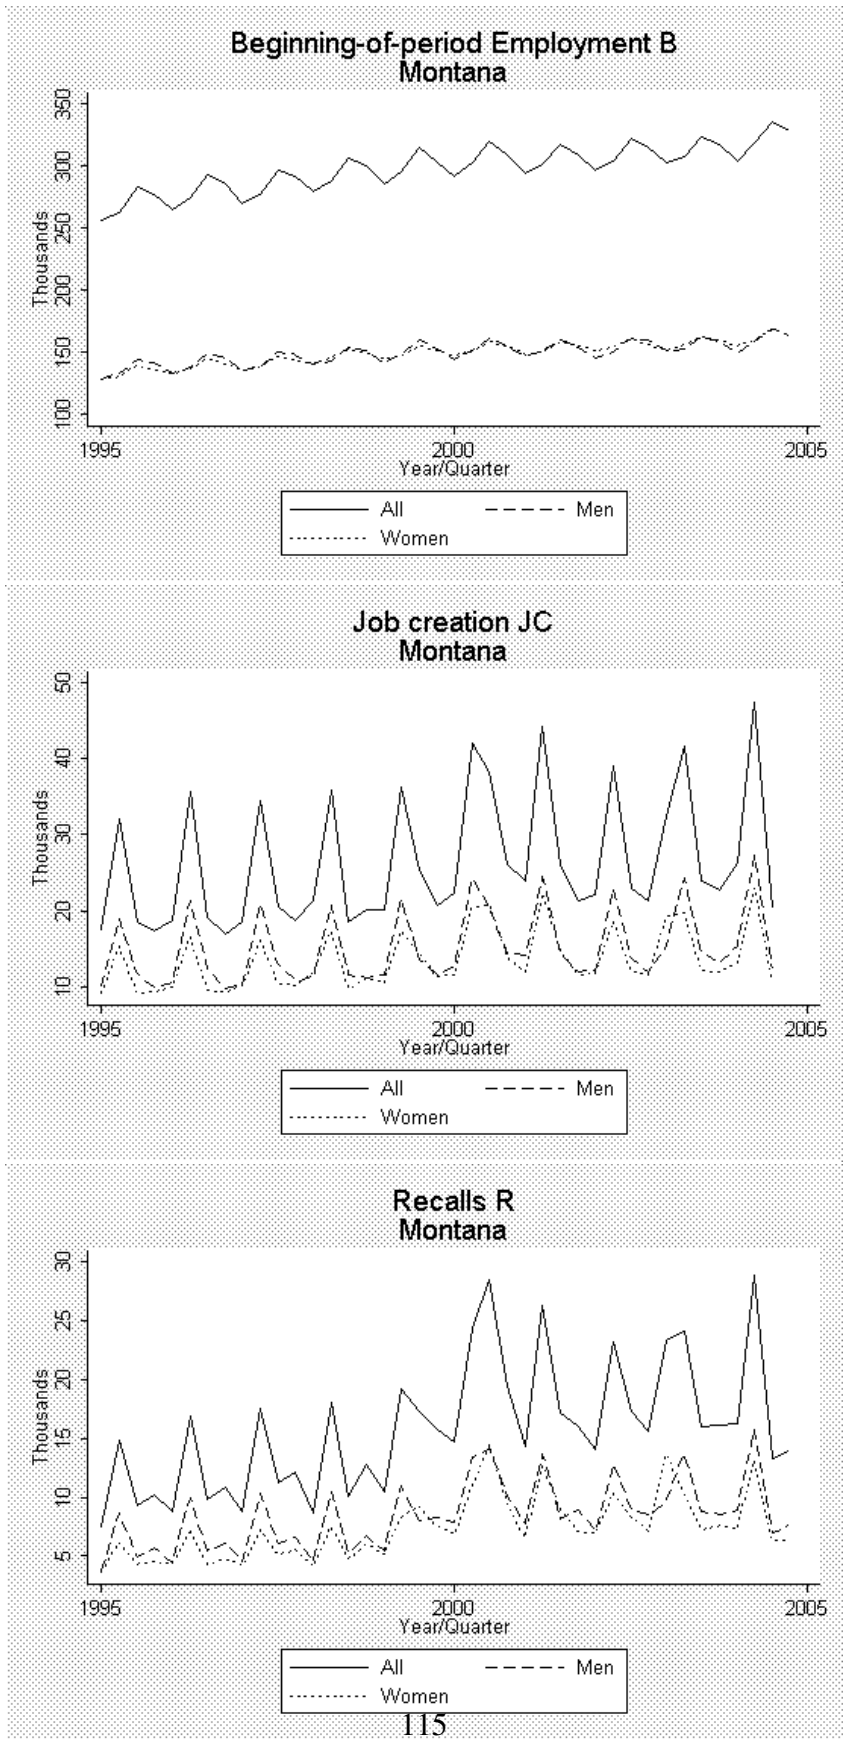 Beginning-of-period Employment B
Montana
Thousands
350
300
250
200
150
100
1995 2000 2005
Year/Quarter
All Men
Women
Job creation JC
Montana
Thousands
50
40
30
20
10
1995 2000 2005
Year/Quarter
All Men
Women
Recalls R
Montana
Thousands
30
25
20
15
10
5
1995 2000 2005
Year/Quarter
All Men
Women
115